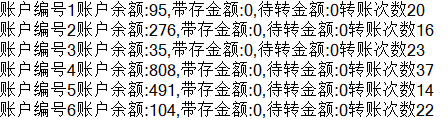 账户编号1账户余额:95,带存金额:0,待转金额:0转账次数20
账户编号2账户余额:276,带存金额:0,待转金额:0转账次数16
账户编号3账户余额:35,带存金额:0,待转金额:0转账次数23
账户编号4账户余额:808,带存金额:0,待转金额:0转账次数37
账户编号5账户余额:491,带存金额:0,待转金额:0转账次数14
账户编号6账户余额:104,带存金额:0,待转金额:0转账次数22